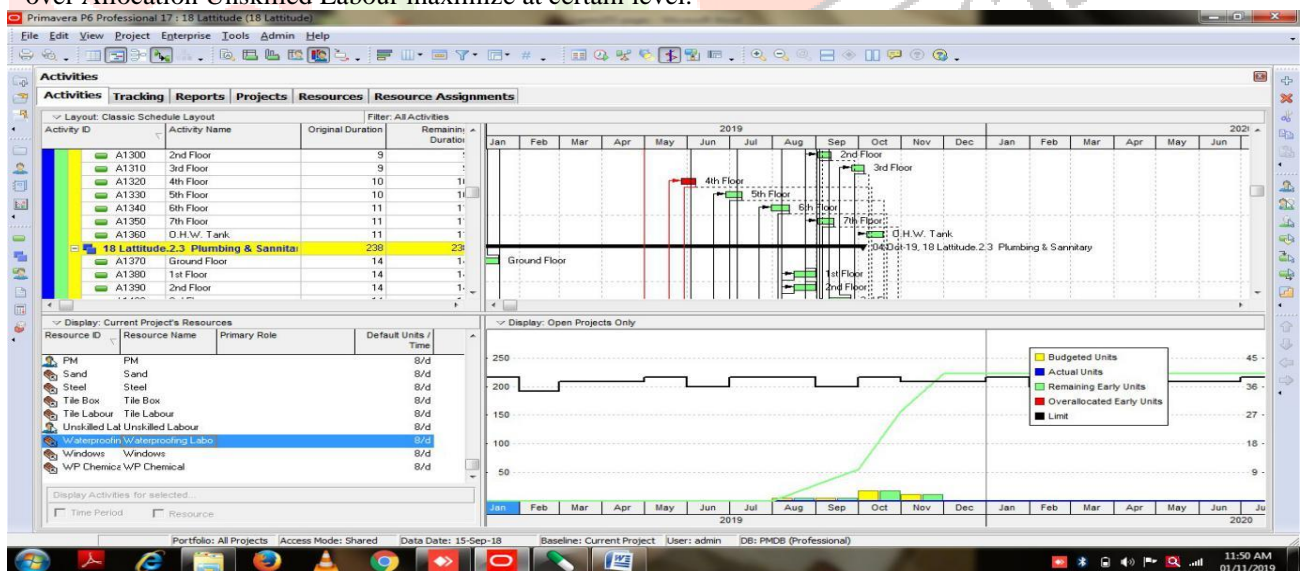 over Allocation Unskilled Labour maximize at certain level.
Primavera P6 Professional 17 : 18 Lattitude (18 Lattitude)
File Edit View Project Enterprise Tools Admin Help
Activities
Activities Tracking Reports Projects Resources Resource Assignments
Layout: Classic Schedule Layout Filter: All Activities
Activity ID Activity Name Original Duration Remaining Duration
2019 202
Jan Feb Mar Apr May Jun Jul Aug Sep Oct Nov Dec Jan Feb Mar Apr May Jun
A1300 2nd Floor 9 2nd Floor
A1310 3rd Floor 9 3rd Floor
A1320 4th Floor 10 4th Floor
A1330 5th Floor 10 5th Floor
A1340 6th Floor 11 6th Floor
A1350 7th Floor 11 7th Floor
A1360 O.H.W. Tank 11 O.H.W. Tank
18 Lattitude.2.3 Plumbing & Sannita 238 04-Oct-19, 18 Lattitude.2.3 Plumbing & Sannitary
A1370 Ground Floor 14 Ground Floor
A1380 1st Floor 14 1st Floor
A1390 2nd Floor 14 2nd Floor
Display: Current Project's Resources Display: Open Projects Only
Resource ID Resource Name Primary Role Default Units / Time
PM PM 8/d
Sand Sand 8/d
Steel Steel 8/d
Tile Box Tile Box 8/d
Tile Labour Tile Labour 8/d
Unskilled Lal Unskilled Labour 8/d
Waterproofin Waterproofing Labo 8/d
Windows Windows 8/d
WP Chemica WP Chemical 8/d
Display Activities for selected...
Time Period Resource
250 45
200 36
150 27
100 18
50 9
Budgeted Units
Actual Units
Remaining Early Units
Overallocated Early Units
Limit
Jan Feb Mar Apr May Jun Jul Aug Sep Oct Nov Dec Jan Feb Mar Apr May Jun Ju
2019 2020
Portfolio: All Projects Access Mode: Shared Data Date: 15-Sep-18 Baseline: Current Project User: admin DB: PMDB (Professional)
11:50 AM
01/11/2019